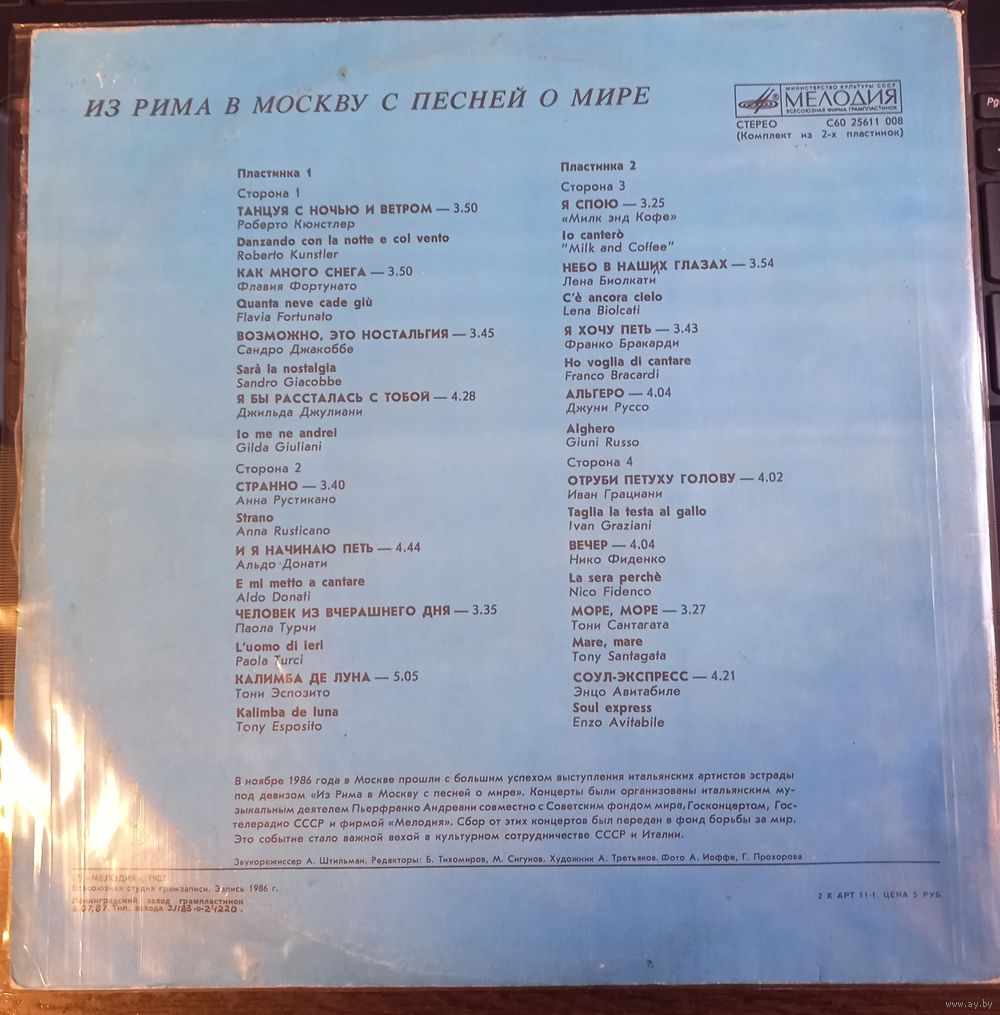 ИЗ РИМА В МОСКВУ С ПЕСНЕЙ О МИРЕ
МИНИСТЕРСТВО КУЛЬТУРЫ СССР
МЕЛОДИЯ
ВСЕСОЮЗНАЯ ФИРМА ГРАМПЛАСТИНОК
СТЕРЕО С60 25611 008
(Комплект из 2-х пластинок)
Пластинка 1
Сторона 1
ТАНЦУЯ С НОЧЬЮ И ВЕТРОМ — 3.50
Роберто Кюнстлер
Danzando con la notte e col vento
Roberto Kunstler
КАК МНОГО СНЕГА — 3.50
Флавия Фортунато
Quanta neve cade giù
Flavia Fortunato
ВОЗМОЖНО, ЭТО НОСТАЛЬГИЯ — 3.45
Сандро Джакоббе
Sarà la nostalgia
Sandro Giacobbe
Я БЫ РАССТАЛАСЬ С ТОБОЙ — 4.28
Джильда Джулиани
Io me ne andrei
Gilda Giuliani
Сторона 2
СТРАННО — 3.40
Анна Рустикано
Strano
Anna Rusticano
И Я НАЧИНАЮ ПЕТЬ — 4.44
Альдо Донати
E mi metto a cantare
Aldo Donati
ЧЕЛОВЕК ИЗ ВЧЕРАШНЕГО ДНЯ — 3.35
Паола Турчи
L'uomo di ieri
Paola Turci
КАЛИМБА ДЕ ЛУНА — 5.05
Тони Эспозито
Kalimba de luna
Tony Esposito
Пластинка 2
Сторона 3
Я СПОЮ — 3.25
«Милк энд Кофе»
Io canterò
"Milk and Coffee"
НЕБО В НАШИХ ГЛАЗАХ — 3.54
Лена Биолкати
C'è ancora cielo
Lena Biolcati
Я ХОЧУ ПЕТЬ — 3.43
Франко Бракарди
Ho voglia di cantare
Franco Bracardi
АЛЬГЕРО — 4.04
Джуни Руссо
Alghero
Giuni Russo
Сторона 4
ОТРУБИ ПЕТУХУ ГОЛОВУ — 4.02
Иван Грациани
Taglia la testa al gallo
Ivan Graziani
ВЕЧЕР — 4.04
Нико Фиденко
La sera perchè
Nico Fidenco
МОРЕ, МОРЕ — 3.27
Тони Сантагата
Mare, mare
Tony Santagata
СОУЛ-ЭКСПРЕСС — 4.21
Энцо Авитабиле
Soul express
Enzo Avitabile
В ноябре 1986 года в Москве прошли с большим успехом выступления итальянских артистов эстрады
под девизом «Из Рима в Москву с песней о мире». Концерты были организованы итальянским му-
зыкальным деятелем Пьерфранко Андреани совместно с Советским фондом мира, Госконцертом, Гос-
телерадио СССР и фирмой «Мелодия». Сбор от этих концертов был передан в фонд борьбы за мир.
Это событие стало важной вехой в культурном сотрудничестве СССР и Италии.
Звукорежиссер А. Штильман. Редакторы: Б. Тихомиров, М. Сигунов. Художник А. Третьяков. Фото А. Иоффе, Г. Прохорова
«МЕЛОДИЯ», 1987
Всесоюзная студия грамзаписи. Запись 1986 г.
Ленинградский завод грампластинок
Тип. завода
2 X АРТ 11-1. ЦЕНА 5 РУБ.
www.ay.by